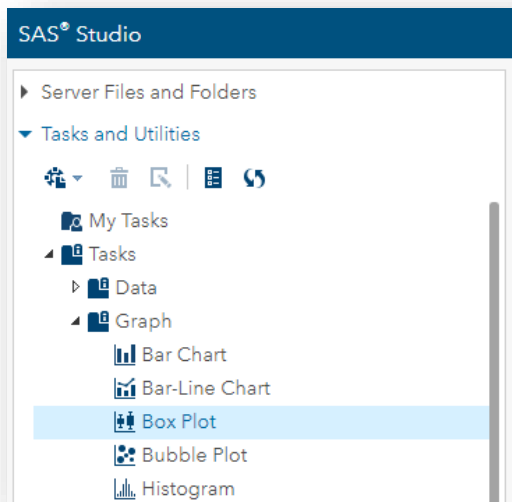 SAS® Studio
Server Files and Folders
Tasks and Utilities
My Tasks
Tasks
Data
Graph
Bar Chart
Bar-Line Chart
Box Plot
Bubble Plot
Histogram